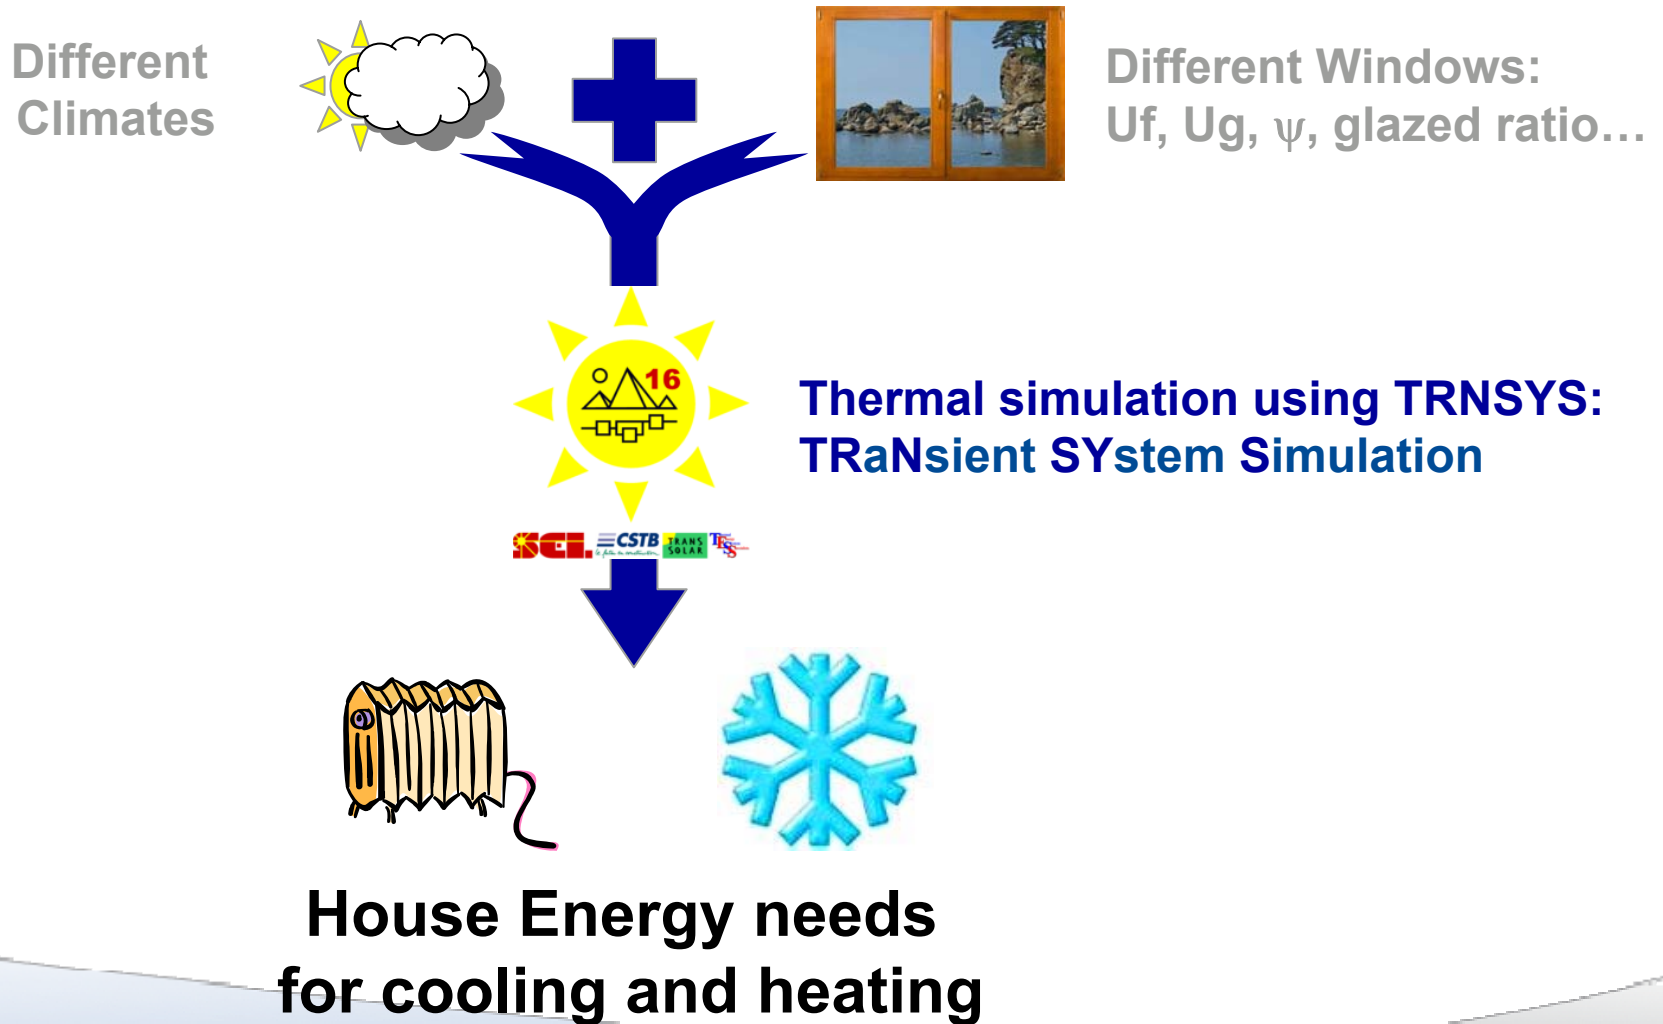 Different
Climates
Different Windows:
Uf, Ug, ψ, glazed ratio...
16
Thermal simulation using TRNSYS:
TRaNsient SYstem Simulation
CSTB
TRANS
SOLAR
TESS
House Energy needs
for cooling and heating